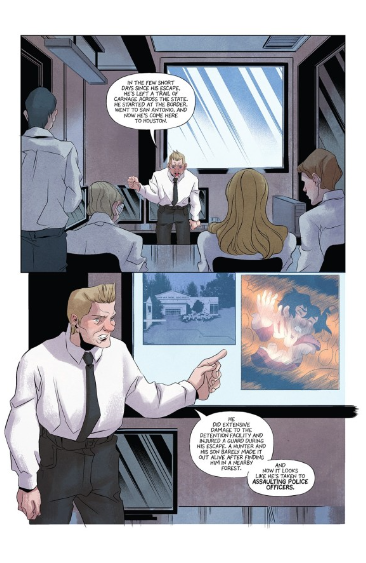 IN THE FEW SHORT
DAYS SINCE HIS ESCAPE,
HE'S LEFT A TRAIL OF
CARNAGE ACROSS THE STATE.
HE STARTED AT THE BORDER,
WENT TO SAN ANTONIO, AND
NOW HE'S COME HERE
TO HOUSTON.
HE
DID EXTENSIVE
DAMAGE TO THE
DETENTION FACILITY AND
INJURED A GUARD DURING
HIS ESCAPE. A HUNTER AND
HIS SON BARELY MADE IT
OUT ALIVE AFTER FINDING
HIM IN A NEARBY
FOREST.
AND
NOW IT LOOKS
LIKE HE'S TAKEN TO
ASSAULTING POLICE
OFFICERS.